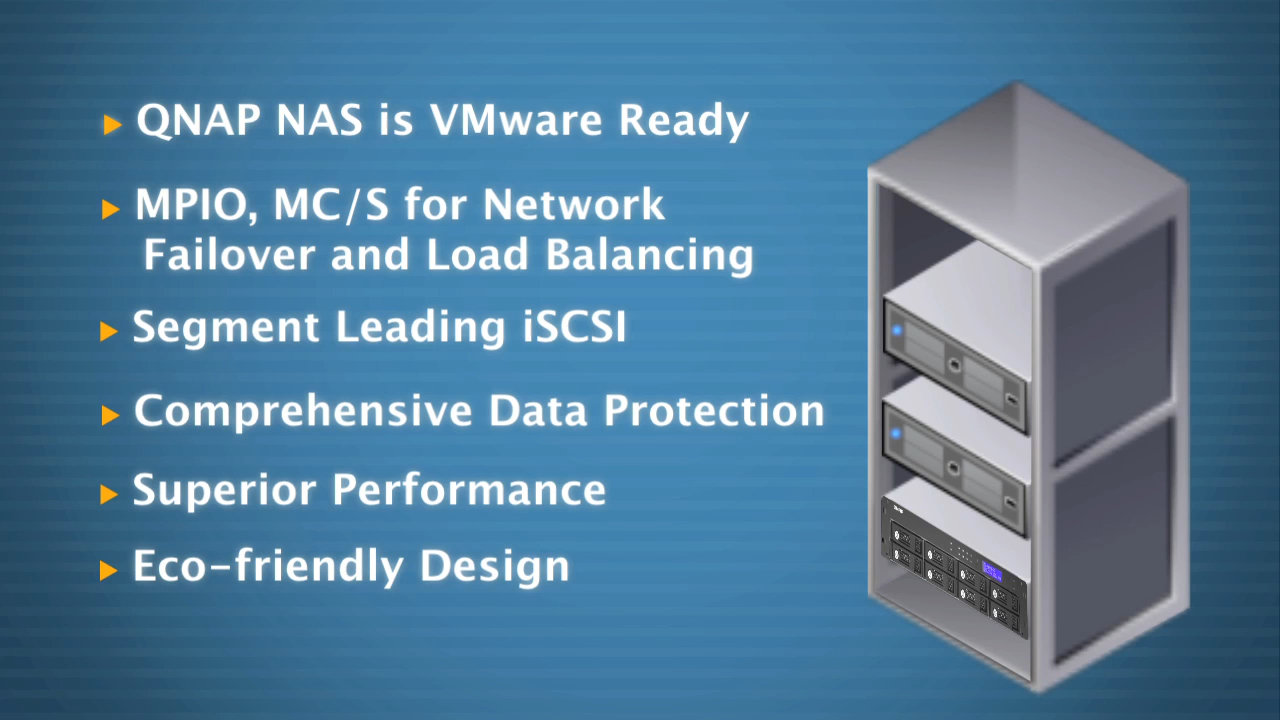 QNAP NAS is VMware Ready
MPIO, MC/S for Network
Failover and Load Balancing
Segment Leading iSCSI
Comprehensive Data Protection
Superior Performance
Eco-friendly Design